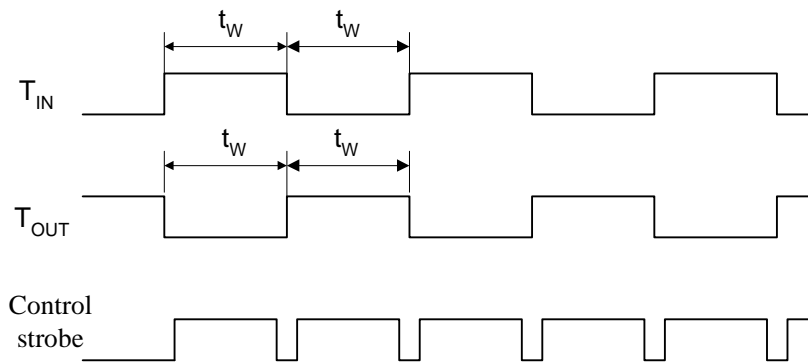 t_W t_W
T_IN
t_W t_W
T_OUT
Control
strobe